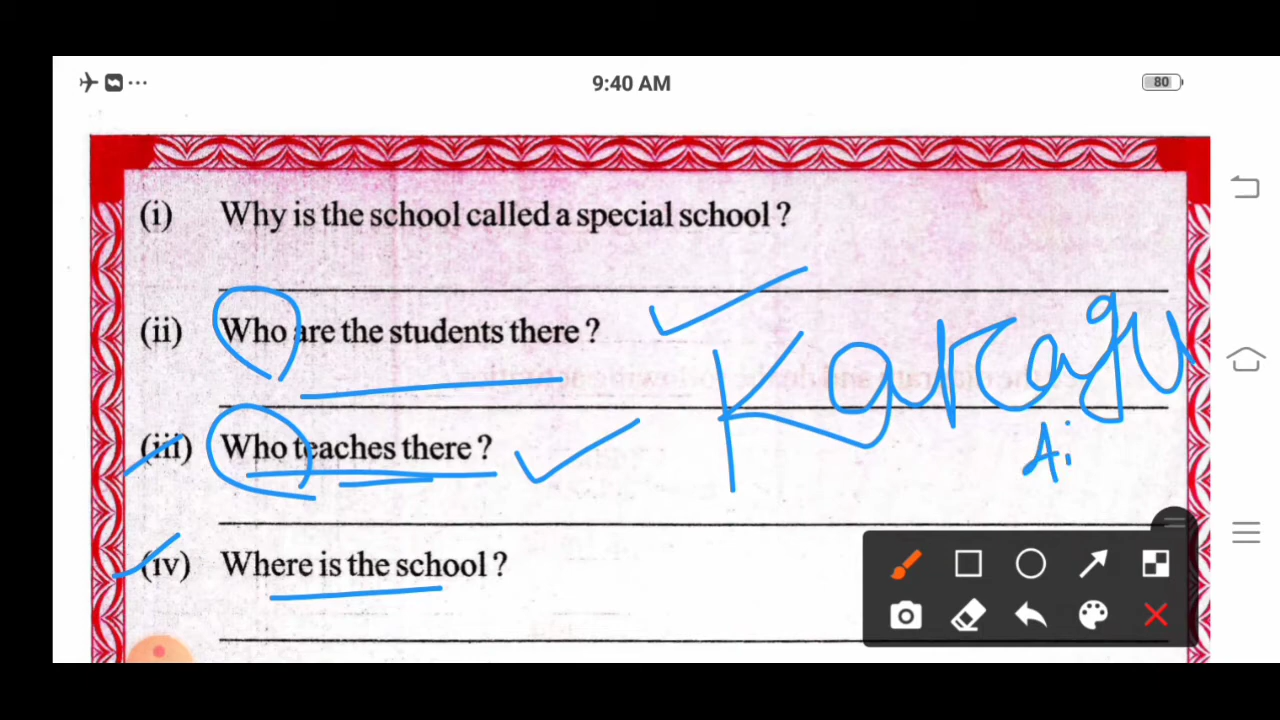 9:40 AM
80
(i) Why is the school called a special school ?
(ii) Who are the students there ?
(iii) Who teaches there ?
(iv) Where is the school ?